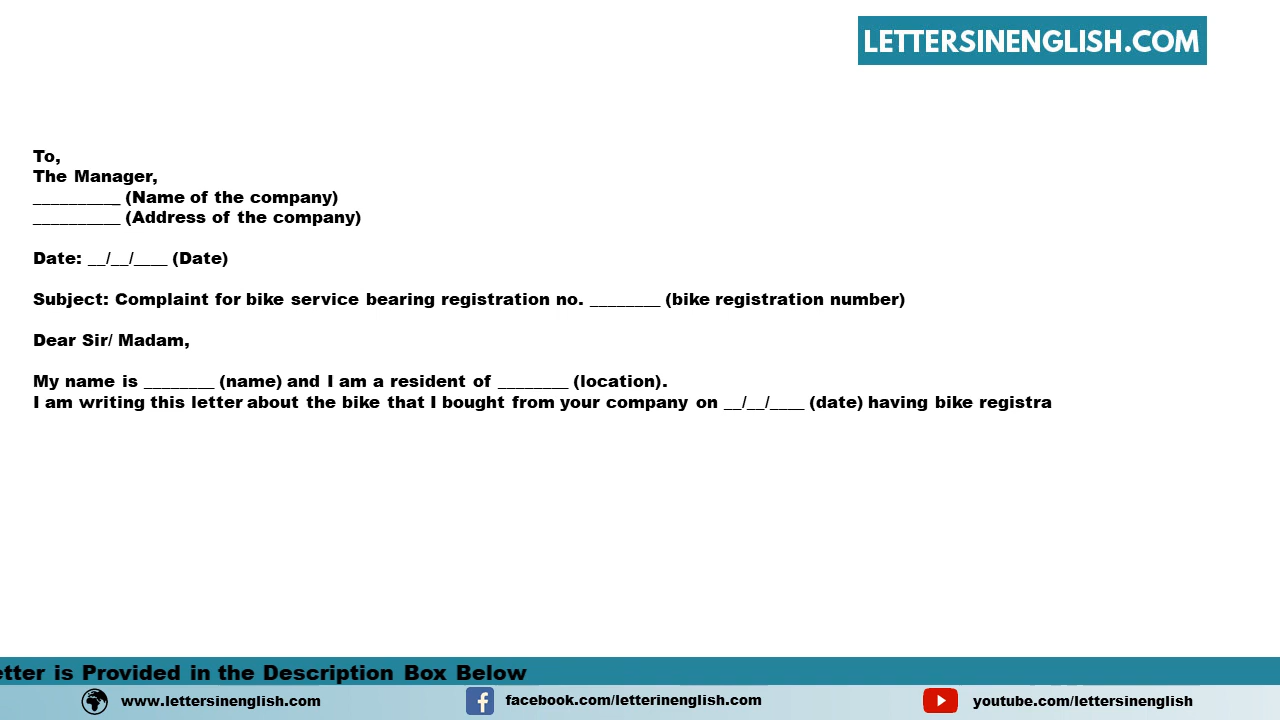 LETTERSINENGLISH.COM
To,
The Manager,
__________ (Name of the company)
__________ (Address of the company)
Date: __/__/____ (Date)
Subject: Complaint for bike service bearing registration no. ________ (bike registration number)
Dear Sir/ Madam,
My name is ________ (name) and I am a resident of ________ (location).
I am writing this letter about the bike that I bought from your company on __/__/____ (date) having bike registra
etter is Provided in the Description Box Below
www.lettersinenglish.com
facebook.com/letterinenglish.com
youtube.com/lettersinenglish